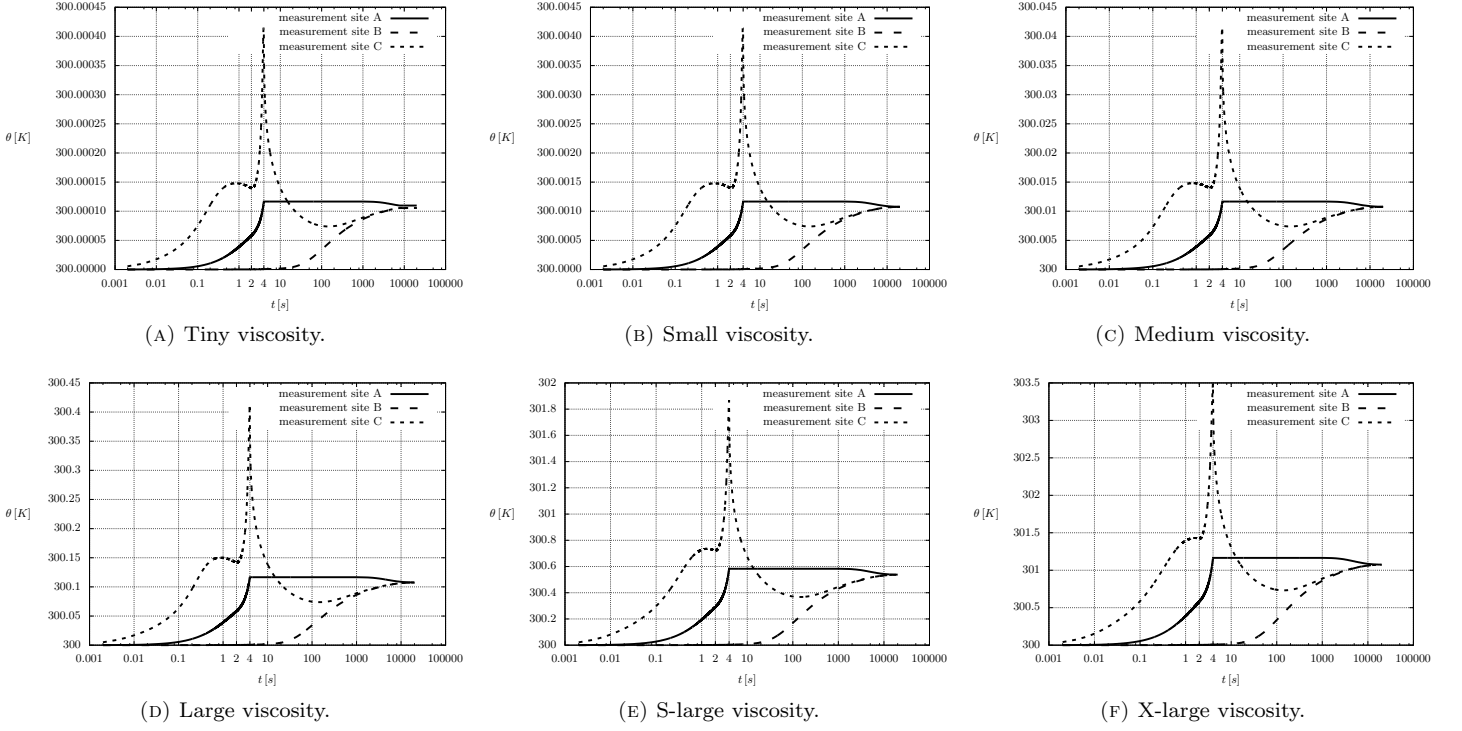 300.00045
300.00040
300.00035
300.00030
300.00025
300.00020
300.00015
300.00010
300.00005
300.00000
θ [K]
measurement site A
measurement site B
measurement site C
0.001 0.01 0.1 1 2 4 10 100 1000 10000 100000
t [s]
(A) Tiny viscosity.
300.0045
300.0040
300.0035
300.0030
300.0025
300.0020
300.0015
300.0010
300.0005
300.0000
θ [K]
measurement site A
measurement site B
measurement site C
0.001 0.01 0.1 1 2 4 10 100 1000 10000 100000
t [s]
(B) Small viscosity.
300.045
300.04
300.035
300.03
300.025
300.02
300.015
300.01
300.005
300
θ [K]
measurement site A
measurement site B
measurement site C
0.001 0.01 0.1 1 2 4 10 100 1000 10000 100000
t [s]
(C) Medium viscosity.
300.45
300.4
300.35
300.3
300.25
300.2
300.15
300.1
300.05
300
θ [K]
measurement site A
measurement site B
measurement site C
0.001 0.01 0.1 1 2 4 10 100 1000 10000 100000
t [s]
(D) Large viscosity.
302
301.8
301.6
301.4
301.2
301
300.8
300.6
300.4
300.2
300
θ [K]
measurement site A
measurement site B
measurement site C
0.001 0.01 0.1 1 2 4 10 100 1000 10000 100000
t [s]
(E) S-large viscosity.
303.5
303
302.5
302
301.5
301
300.5
300
θ [K]
measurement site A
measurement site B
measurement site C
0.001 0.01 0.1 1 2 4 10 100 1000 10000 100000
t [s]
(F) X-large viscosity.